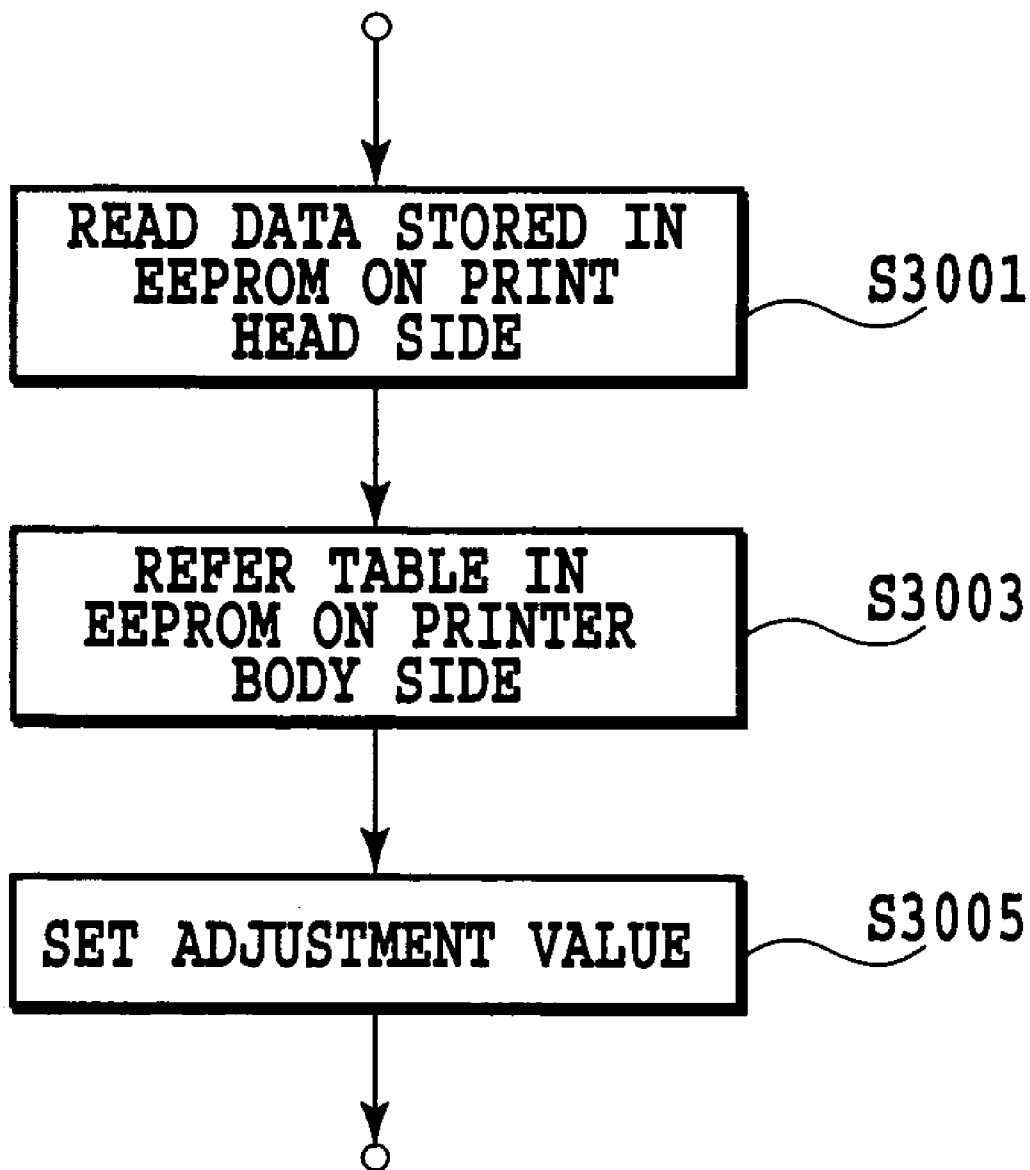 READ DATA STORED IN
EEPROM ON PRINT
HEAD SIDE
S3001
REFER TABLE IN
EEPROM ON PRINTER
BODY SIDE
S3003
SET ADJUSTMENT VALUE
S3005